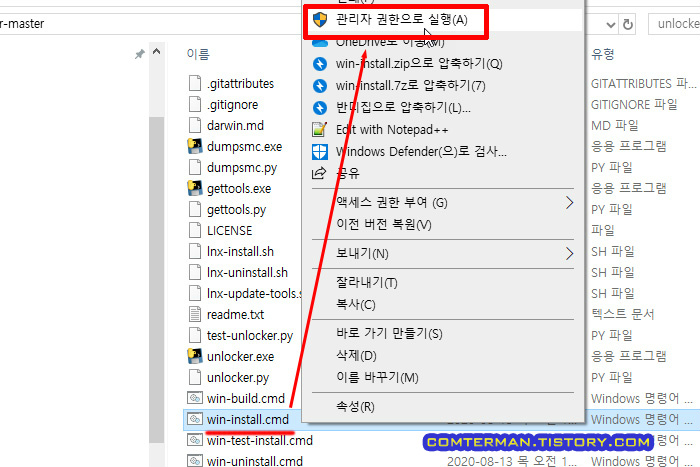 r-master
unlocke
이름
유형
관리자 권한으로 실행(A)
OneDrive로 이동(M)
win-install.zip으로 압축하기(Q)
win-install.7z로 압축하기(7)
반디집으로 압축하기(L)...
Edit with Notepad++
Windows Defender(으)로 검사...
공유
액세스 권한 부여 (G)
이전 버전 복원(V)
보내기(N)
잘라내기(T)
복사(C)
바로 가기 만들기(S)
삭제(D)
이름 바꾸기(M)
속성(R)
.gitattributes
GITATTRIBUTES 파
.gitignore
GITIGNORE 파일
darwin.md
MD 파일
dumpsmc.exe
응용 프로그램
dumpsmc.py
PY 파일
gettools.exe
응용 프로그램
gettools.py
PY 파일
LICENSE
파일
lnx-install.sh
SH 파일
lnx-uninstall.sh
SH 파일
lnx-update-tools.s
SH 파일
readme.txt
텍스트 문서
test-unlocker.py
PY 파일
unlocker.exe
응용 프로그램
unlocker.py
PY 파일
win-build.cmd
Windows 명령어 ...
win-install.cmd
Windows 명령어 ...
win-test-install.cmd
win-uninstall.cmd
2020-08-13 목 오전 1...
Windows 명령어 ...
COMTERMAN.TISTORY.COM